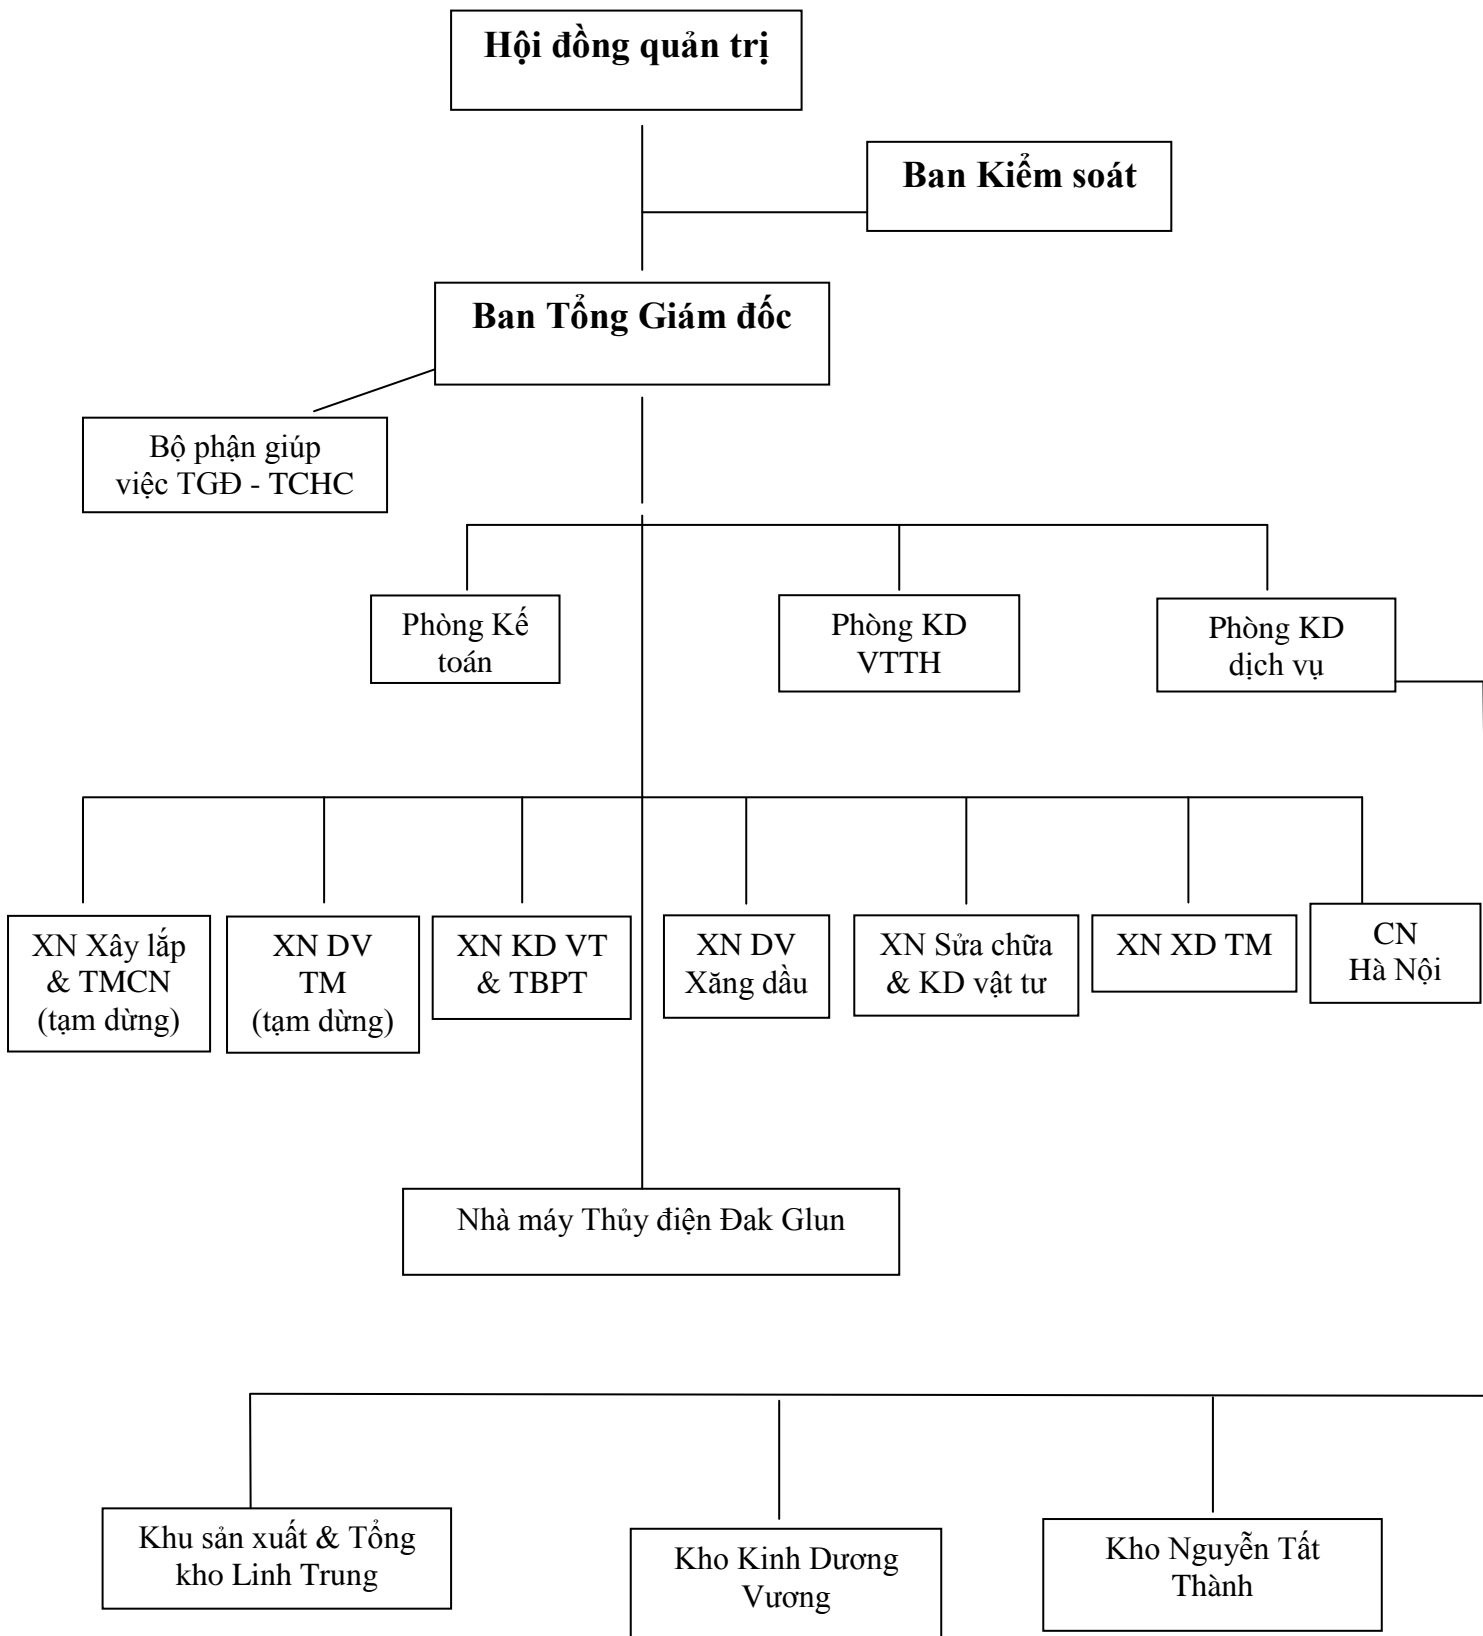 Hội đồng quản trị
Ban Kiểm soát
Ban Tổng Giám đốc
Bộ phận giúp
việc TGĐ - TCHC
Phòng Kế
toán
Phòng KD
VTTH
Phòng KD
dịch vụ
XN Xây lắp
& TMCN
(tạm dừng)
XN DV
TM
(tạm dừng)
XN KD VT
& TBPT
XN DV
Xăng dầu
XN Sửa chữa
& KD vật tư
XN XD TM
CN
Hà Nội
Nhà máy Thủy điện Đak Glun
Khu sản xuất & Tổng
kho Linh Trung
Kho Kinh Dương
Vương
Kho Nguyễn Tất
Thành